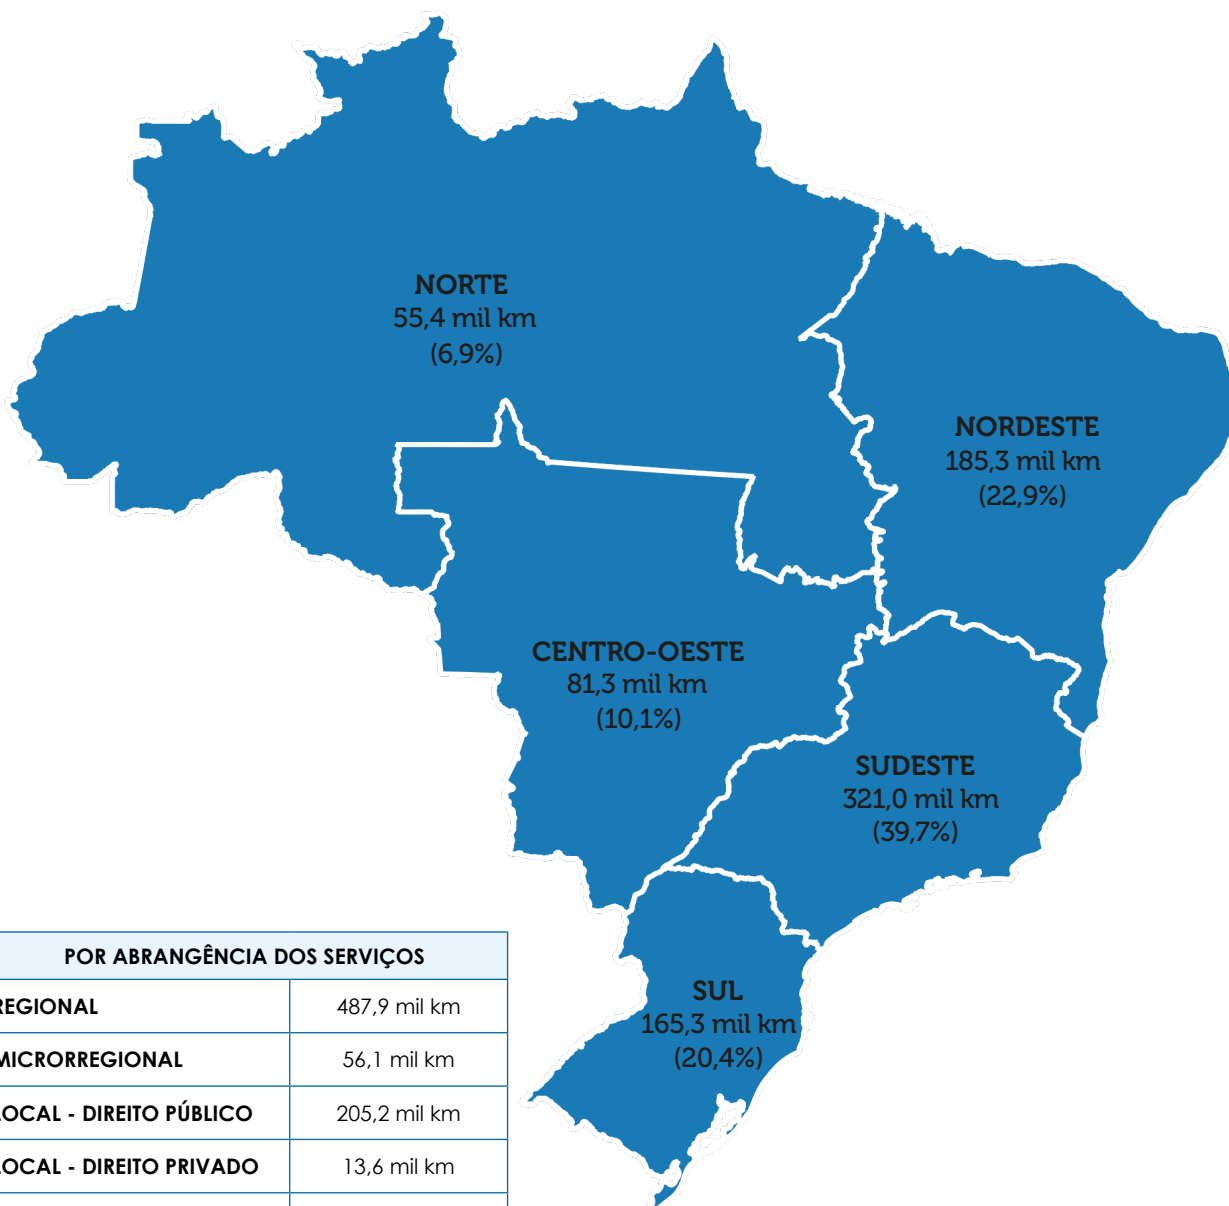 NORTE
55,4 mil km
(6,9%)
NORDESTE
185,3 mil km
(22,9%)
CENTRO-OESTE
81,3 mil km
(10,1%)
SUDESTE
321,0 mil km
(39,7%)
SUL
165,3 mil km
(20,4%)
POR ABRANGÊNCIA DOS SERVIÇOS
REGIONAL 487,9 mil km
MICRORREGIONAL 56,1 mil km
LOCAL - DIREITO PÚBLICO 205,2 mil km
LOCAL - DIREITO PRIVADO 13,6 mil km